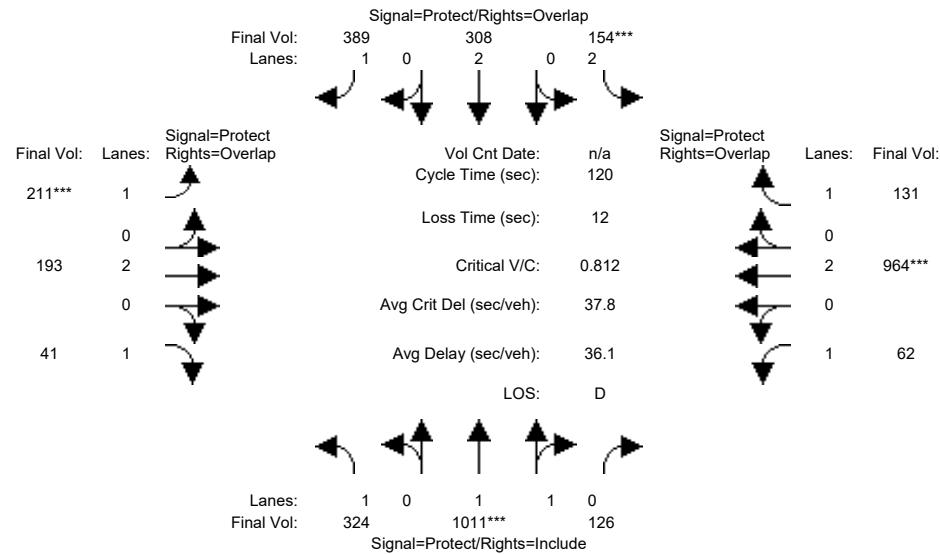 Signal=Protect/Rights=Overlap
Final Vol: 389 308 154***
Lanes: 1 0 2 0 2
Signal=Protect
Final Vol: Lanes: Rights=Overlap
Vol Cnt Date: n/a
Signal=Protect
Rights=Overlap Lanes: Final Vol:
Cycle Time (sec): 120
211*** 1
1 131
Loss Time (sec): 12
0
0
193 2
Critical V/C: 0.812
2 964***
0
Avg Crit Del (sec/veh): 37.8
0
41 1
Avg Delay (sec/veh): 36.1
1 62
LOS: D
Lanes: 1 0 1 1 0
Final Vol: 324 1011*** 126
Signal=Protect/Rights=Include